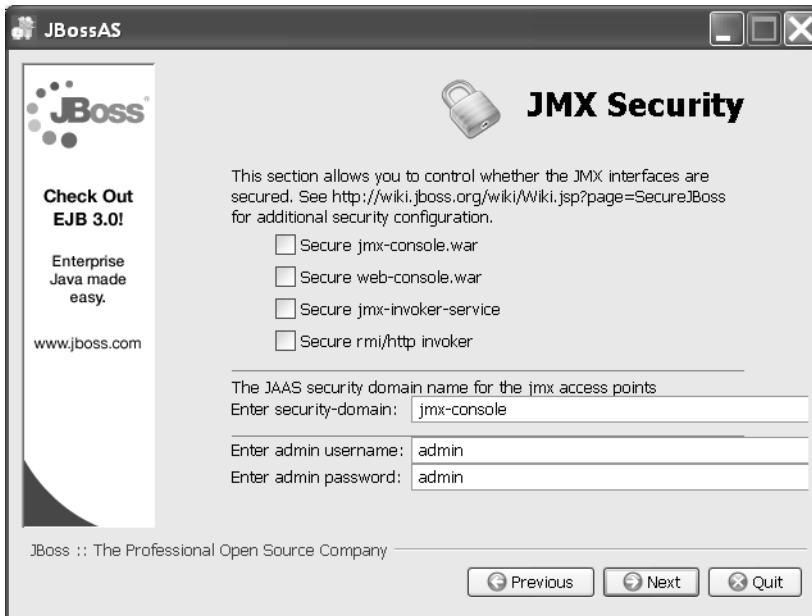 JBossAS
JBoss
Check Out
EJB 3.0!
Enterprise
Java made
easy.
www.jboss.com
JMX Security
This section allows you to control whether the JMX interfaces are
secured. See http://wiki.jboss.org/wiki/Wiki.jsp?page=SecureJBoss
for additional security configuration.
Secure jmx-console.war
Secure web-console.war
Secure jmx-invoker-service
Secure rmi/http invoker
The JAAS security domain name for the jmx access points
Enter security-domain: jmx-console
Enter admin username: admin
Enter admin password: admin
JBoss :: The Professional Open Source Company
Previous Next Quit